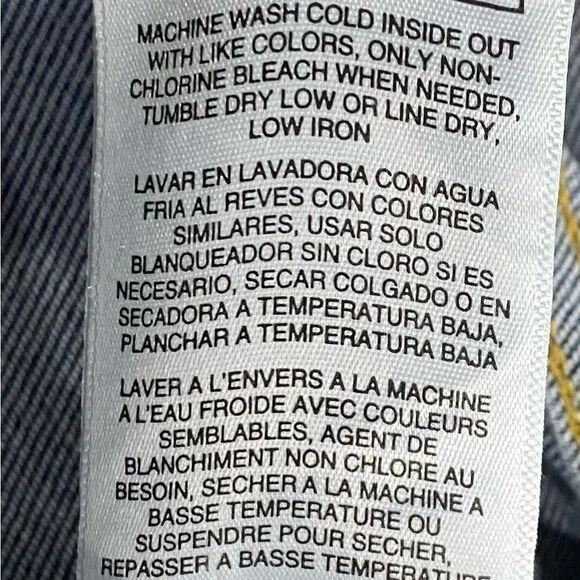 MACHINE WASH COLD INSIDE OUT
WITH LIKE COLORS, ONLY NON-
CHLORINE BLEACH WHEN NEEDED,
TUMBLE DRY LOW OR LINE DRY,
LOW IRON
LAVAR EN LAVADORA CON AGUA
FRIA AL REVES CON COLORES
SIMILARES, USAR SOLO
BLANQUEADOR SIN CLORO SI ES
NECESARIO, SECAR COLGADO O EN
SECADORA A TEMPERATURA BAJA,
PLANCHAR A TEMPERATURA BAJA
LAVER A L'ENVERS A LA MACHINE
A L'EAU FROIDE AVEC COULEURS
SEMBLABLES, AGENT DE
BLANCHIMENT NON CHLORE AU
BESOIN, SECHER A LA MACHINE A
BASSE TEMPERATURE OU
SUSPENDRE POUR SECHER,
REPASSER A BASSE TEMPERATURE